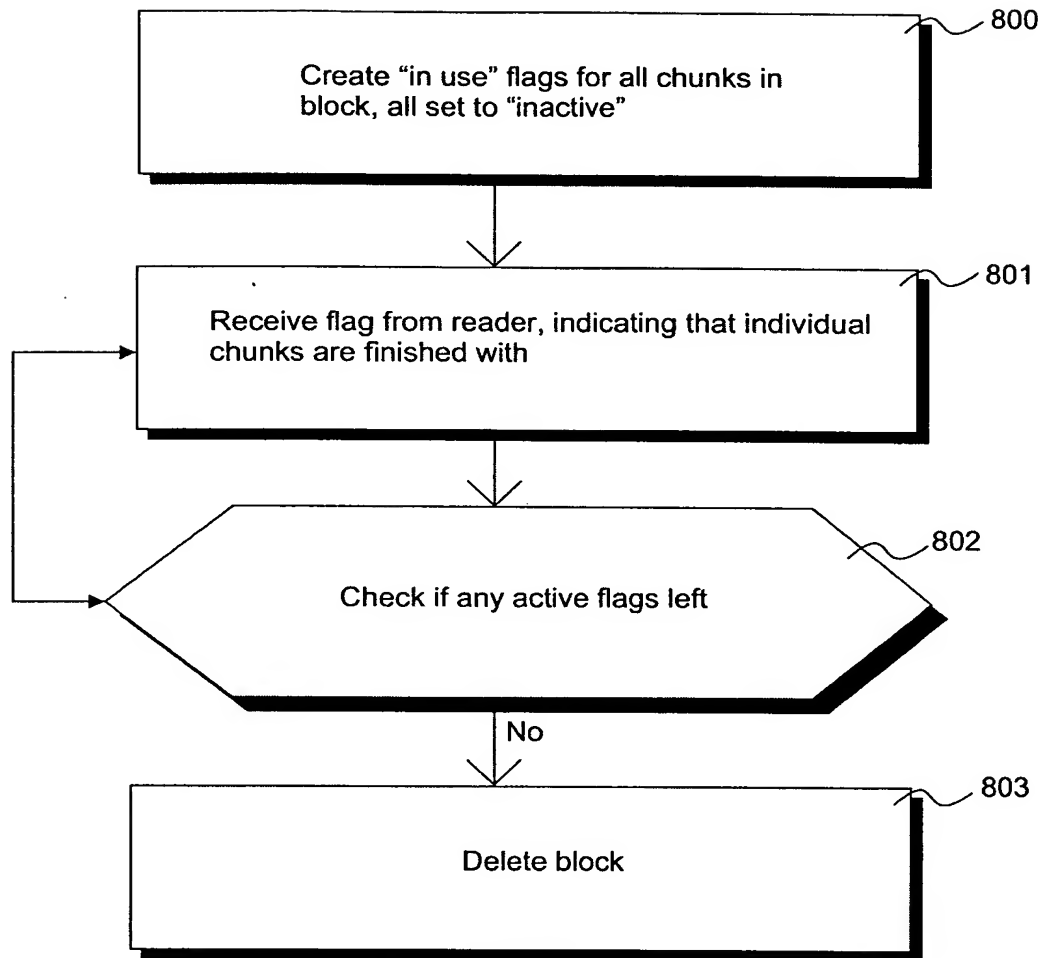 800
Create “in use” flags for all chunks in
block, all set to “inactive”
801
Receive flag from reader, indicating that individual
chunks are finished with
802
Check if any active flags left
No
803
Delete block